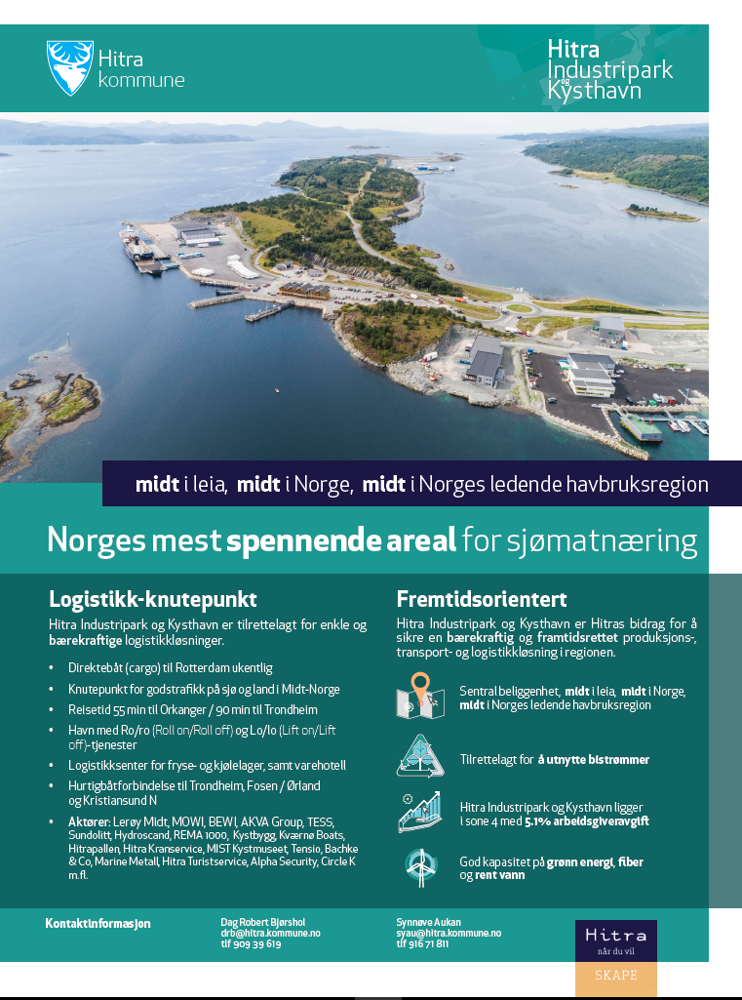 Hitra
kommune
Hitra
Industripark
og
Kysthavn
midt i leia, midt i Norge, midt i Norges ledende havbruksregion
Norges mest spennende areal for sjømatnæring
Logistikk-knutepunkt
Hitra Industripark og Kysthavn er tilrettelagt for enkle og
bærekraftige logistikkløsninger.
• Direktebåt (cargo) til Rotterdam ukentlig
• Knutepunkt for godstrafikk på sjø og land i Midt-Norge
• Reisetid 55 min til Orkanger / 90 min til Trondheim
• Havn med Ro/ro (Roll on/Roll off) og Lo/lo (Lift on/Lift
off)-tjenester
• Logistikksenter for fryse- og kjølelager, samt varehotell
• Hurtigbåtforbindelse til Trondheim, Fosen / Ørland
og Kristiansund N
• Aktører: Lerøy Midt, MOWI, BEWI, AKVA Group, TESS,
Sundolitt, Hydroscand, REMA 1000, Kystbygg, Kværnø Boats,
Hitrapallen, Hitra Kranservice, MIST Kystmuseet, Tensio, Bachke
& Co, Marine Metall, Hitra Turistservice, Alpha Security, Circle K
m.fl.
Fremtidsorientert
Hitra Industripark og Kysthavn er Hitras bidrag for å
sikre en bærekraftig og framtidsrettet produksjons-,
transport- og logistikkløsning i regionen.
Sentral beliggenhet, midt i leia, midt i Norge,
midt i Norges ledende havbruksregion
Tilrettelagt for å utnytte bistrømmer
Hitra Industripark og Kysthavn ligger
i sone 4 med 5.1% arbeidsgiveravgift
God kapasitet på grønn energi, fiber
og rent vann
Kontaktinformasjon
Dag Robert Bjørshol
drb@hitra.kommune.no
tlf 909 39 619
Synnøve Aukan
syau@hitra.kommune.no
tlf 916 71 811
Hitra
når du vil
SKAPE